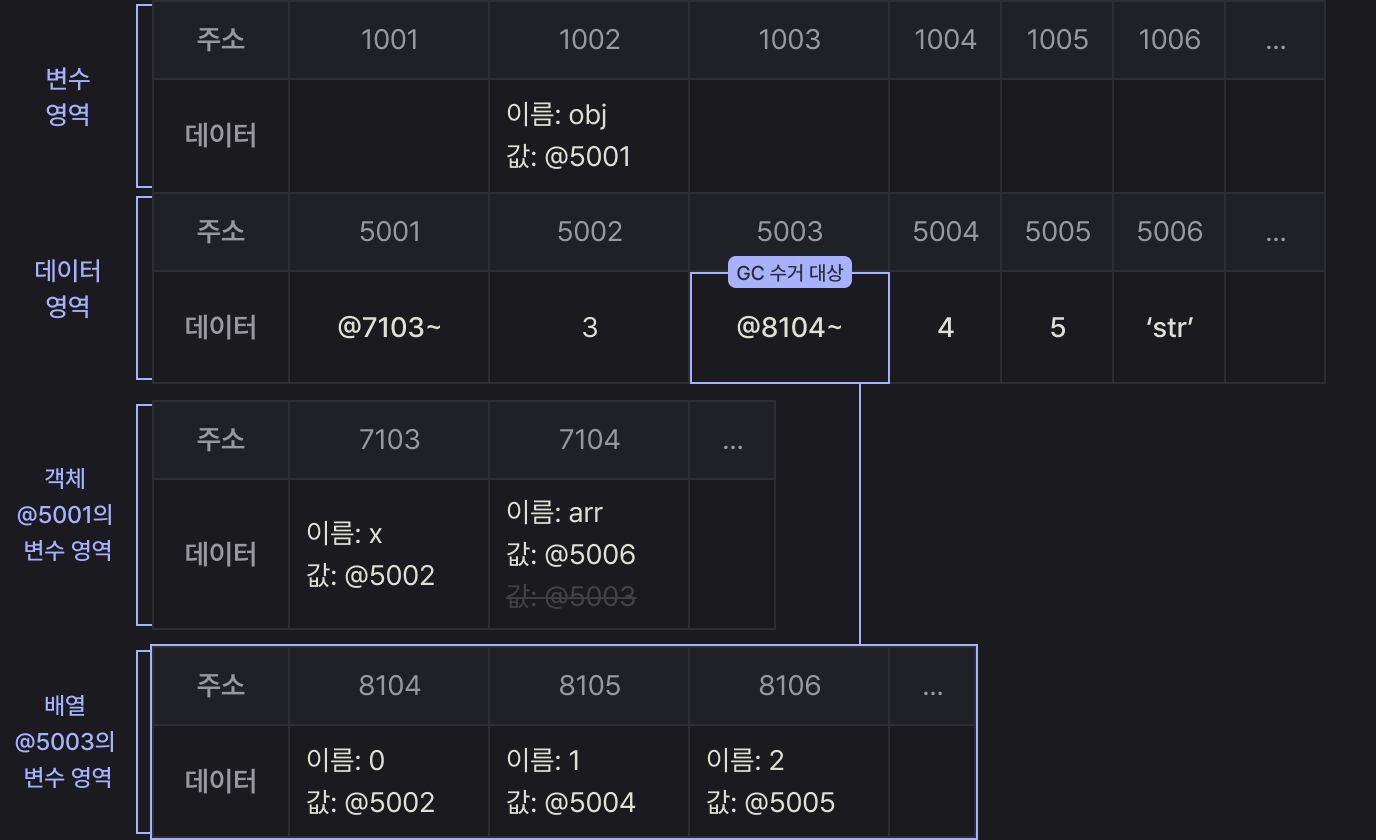 변수
영역
주소 1001 1002 1003 1004 1005 1006 ...
데이터
이름: obj
값: @5001
데이터
영역
주소 5001 5002 5003 5004 5005 5006 ...
GC 수거 대상
데이터 @7103~ 3 @8104~ 4 5 ‘str’
객체
@5001의
변수 영역
주소 7103 7104 ...
데이터
이름: x
값: @5002
이름: arr
값: @5006
값: @5003
배열
@5003의
변수 영역
주소 8104 8105 8106 ...
데이터
이름: 0
값: @5002
이름: 1
값: @5004
이름: 2
값: @5005